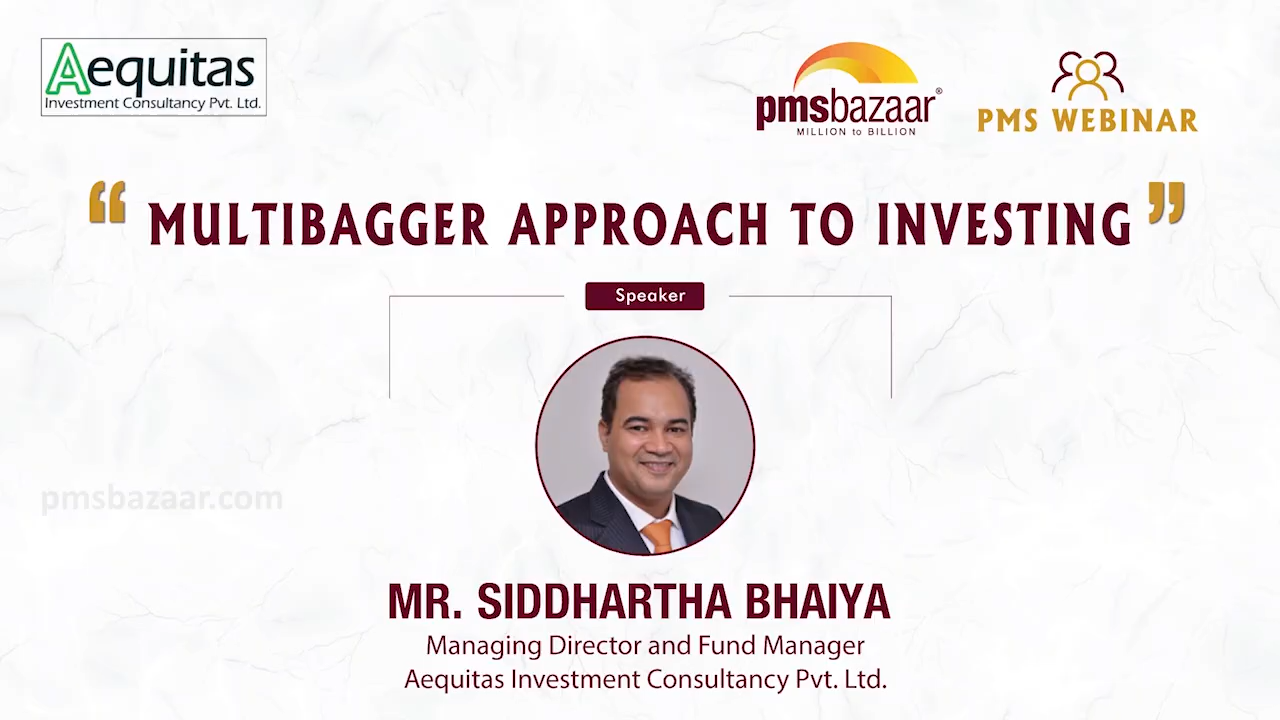 Aequitas
Investment Consultancy Pvt. Ltd.
pmsbazaar®
MILLION to BILLION
PMS WEBINAR
“ MULTIBAGGER APPROACH TO INVESTING ”
Speaker
pmsbazaar.com
MR. SIDDHARTHA BHAIYA
Managing Director and Fund Manager
Aequitas Investment Consultancy Pvt. Ltd.